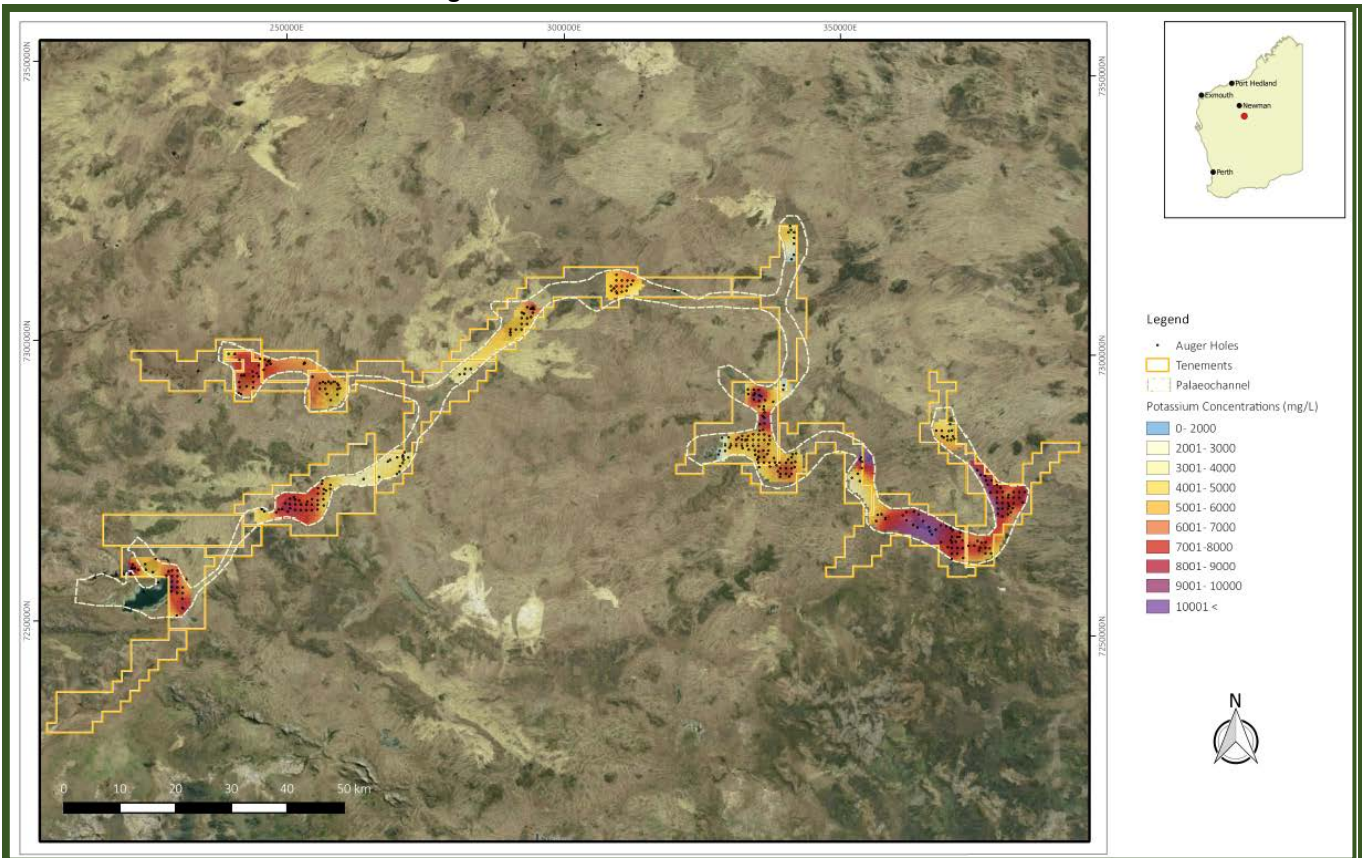 250000E
300000E
350000E
7350000N
7350000N
7300000N
7300000N
7250000N
7250000N
0 10 20 30 40 50 km
Port Hedland
Exmouth
Newman
Perth
Legend
Auger Holes
Tenements
Palaeochannel
Potassium Concentrations (mg/L)
0- 2000
2001- 3000
3001- 4000
4001- 5000
5001- 6000
6001- 7000
7001-8000
8001- 9000
9001- 10000
10001 <
N